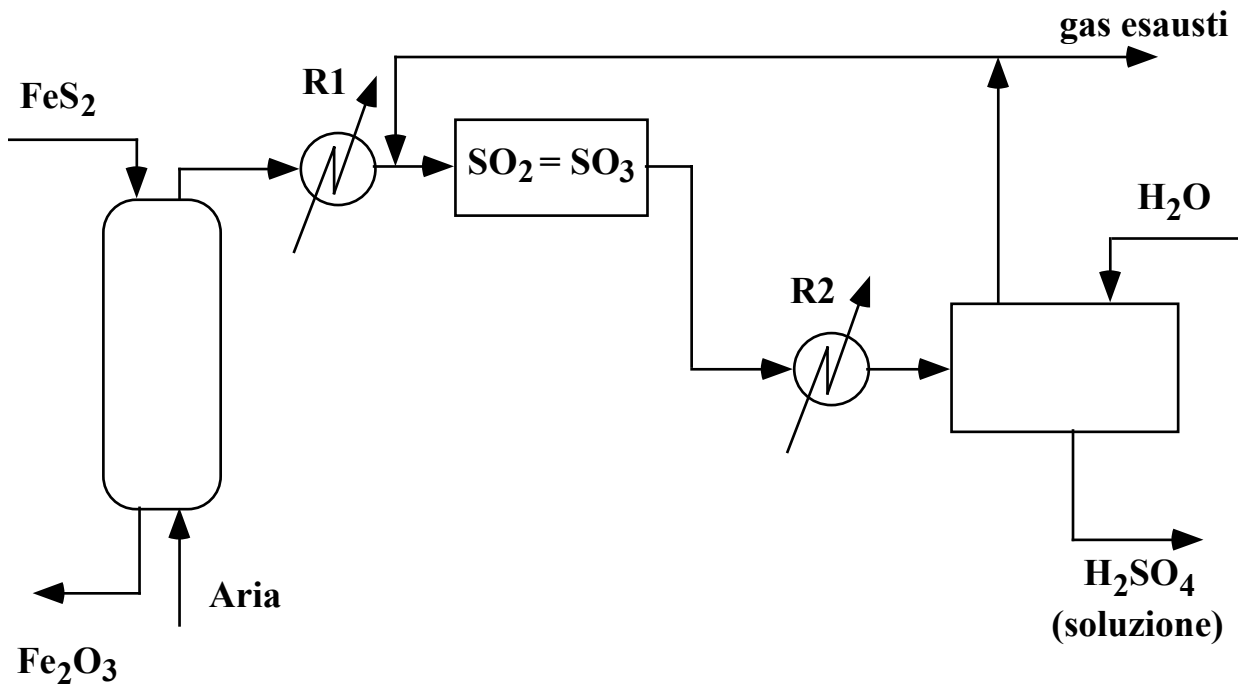 gas esausti
R1
FeS2
SO2 = SO3
H2O
R2
Aria
Fe2O3
H2SO4
(soluzione)